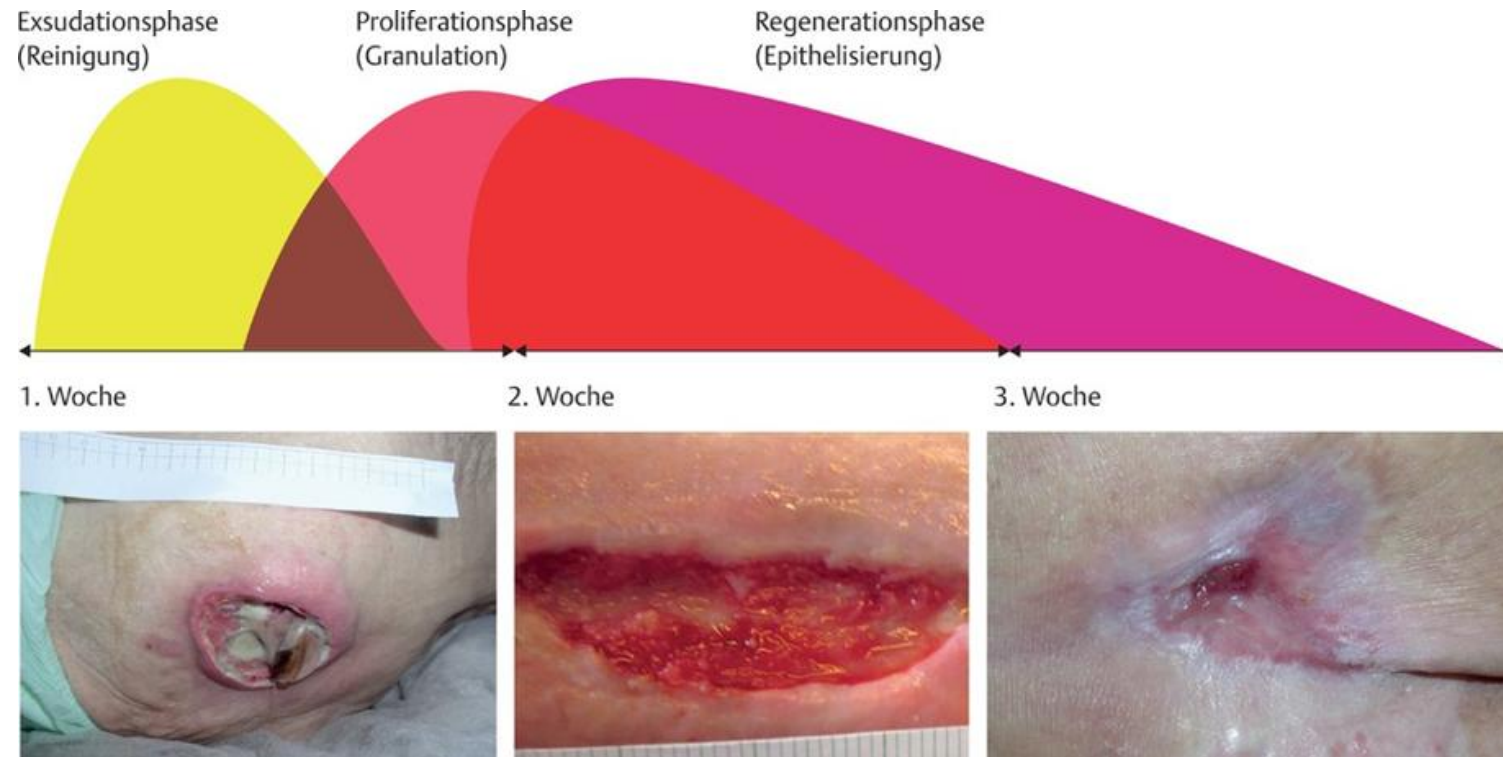 Exsudationsphase
(Reinigung)
Proliferationsphase
(Granulation)
Regenerationsphase
(Epithelisierung)
1. Woche
2. Woche
3. Woche